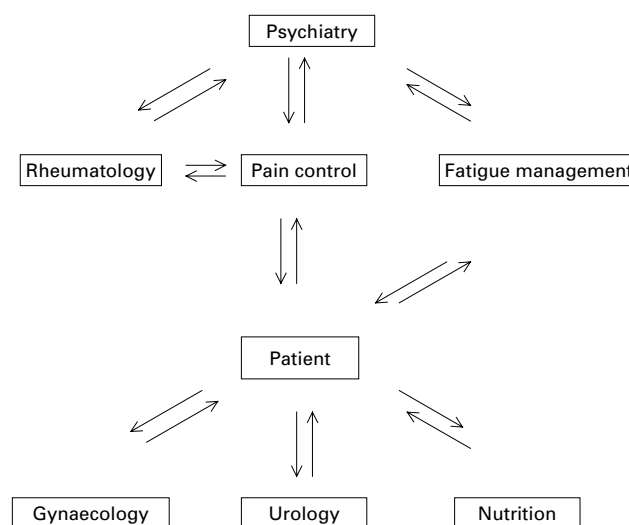 Psychiatry
Rheumatology
Pain control
Fatigue management
Patient
Gynaecology
Urology
Nutrition